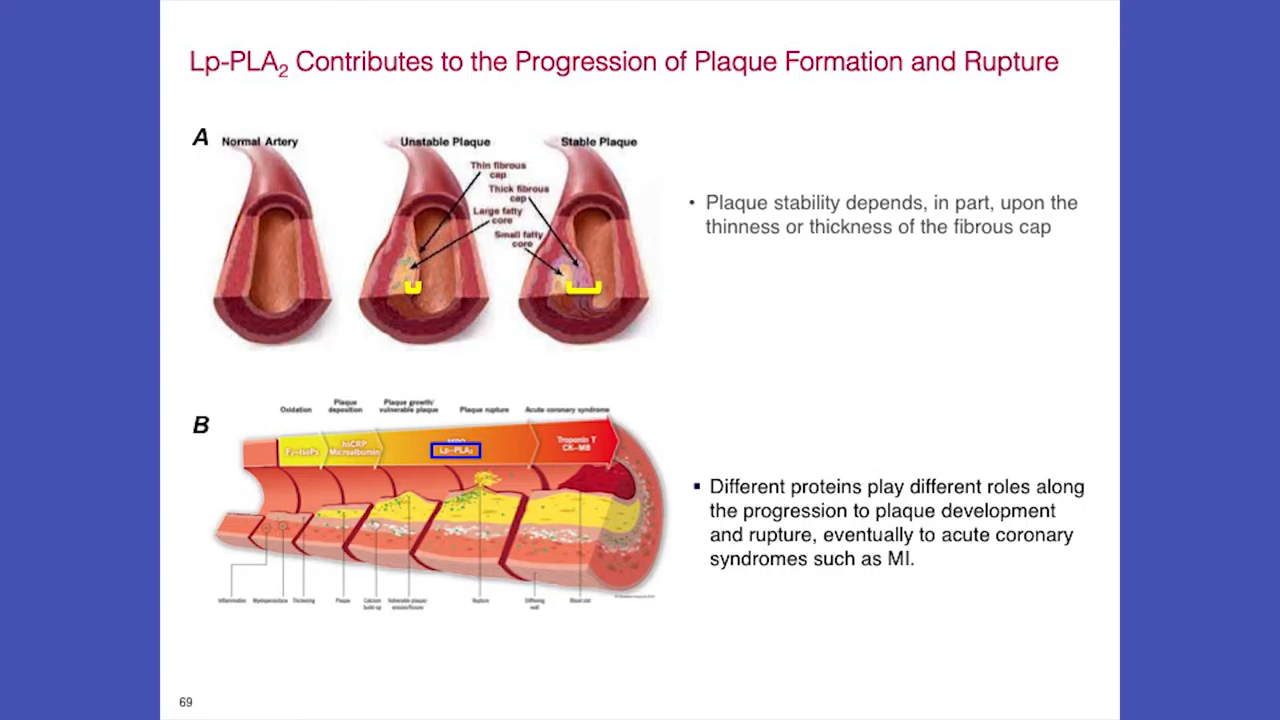 Lp-PLA2 Contributes to the Progression of Plaque Formation and Rupture
A
Normal Artery
Unstable Plaque
Stable Plaque
Thin fibrous
cap
Thick fibrous
cap
Large fatty
core
Small fatty
core
• Plaque stability depends, in part, upon the
thinness or thickness of the fibrous cap
B
Oxidation
Plaque
deposition
Plaque growth/
vulnerable plaque
Plaque rupture
Acute coronary syndrome
F2-IsoPs
hsCRP
Microalbumin
Lp-PLA2
Troponin T
CK-MB
Inflammation
Myeloperoxidase
Thickening
Plaque
Calcium
build-up
Vulnerable plaque/
erosion/fissure
Rupture
Stiffening
wall
Blood clot
▪ Different proteins play different roles along
the progression to plaque development
and rupture, eventually to acute coronary
syndromes such as MI.
69